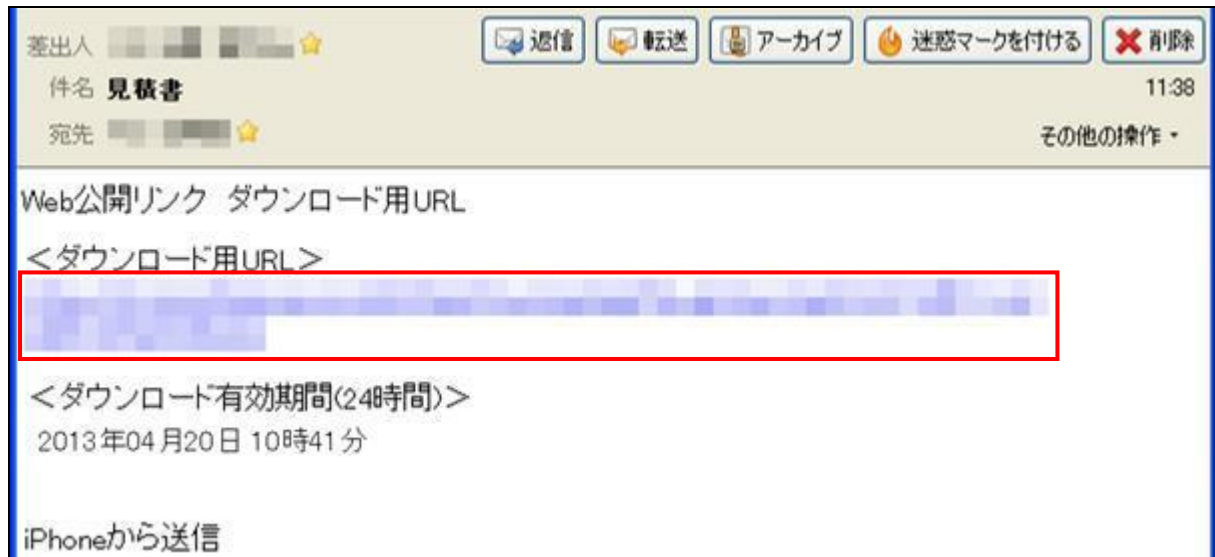 差出人
返信 転送 アーカイブ 迷惑マークを付ける 削除
件名 見積書
11:38
宛先
その他の操作
Web公開リンク ダウンロード用URL
＜ダウンロード用URL＞
＜ダウンロード有効期間(24時間)＞
2013年04月20日 10時41分
iPhoneから送信